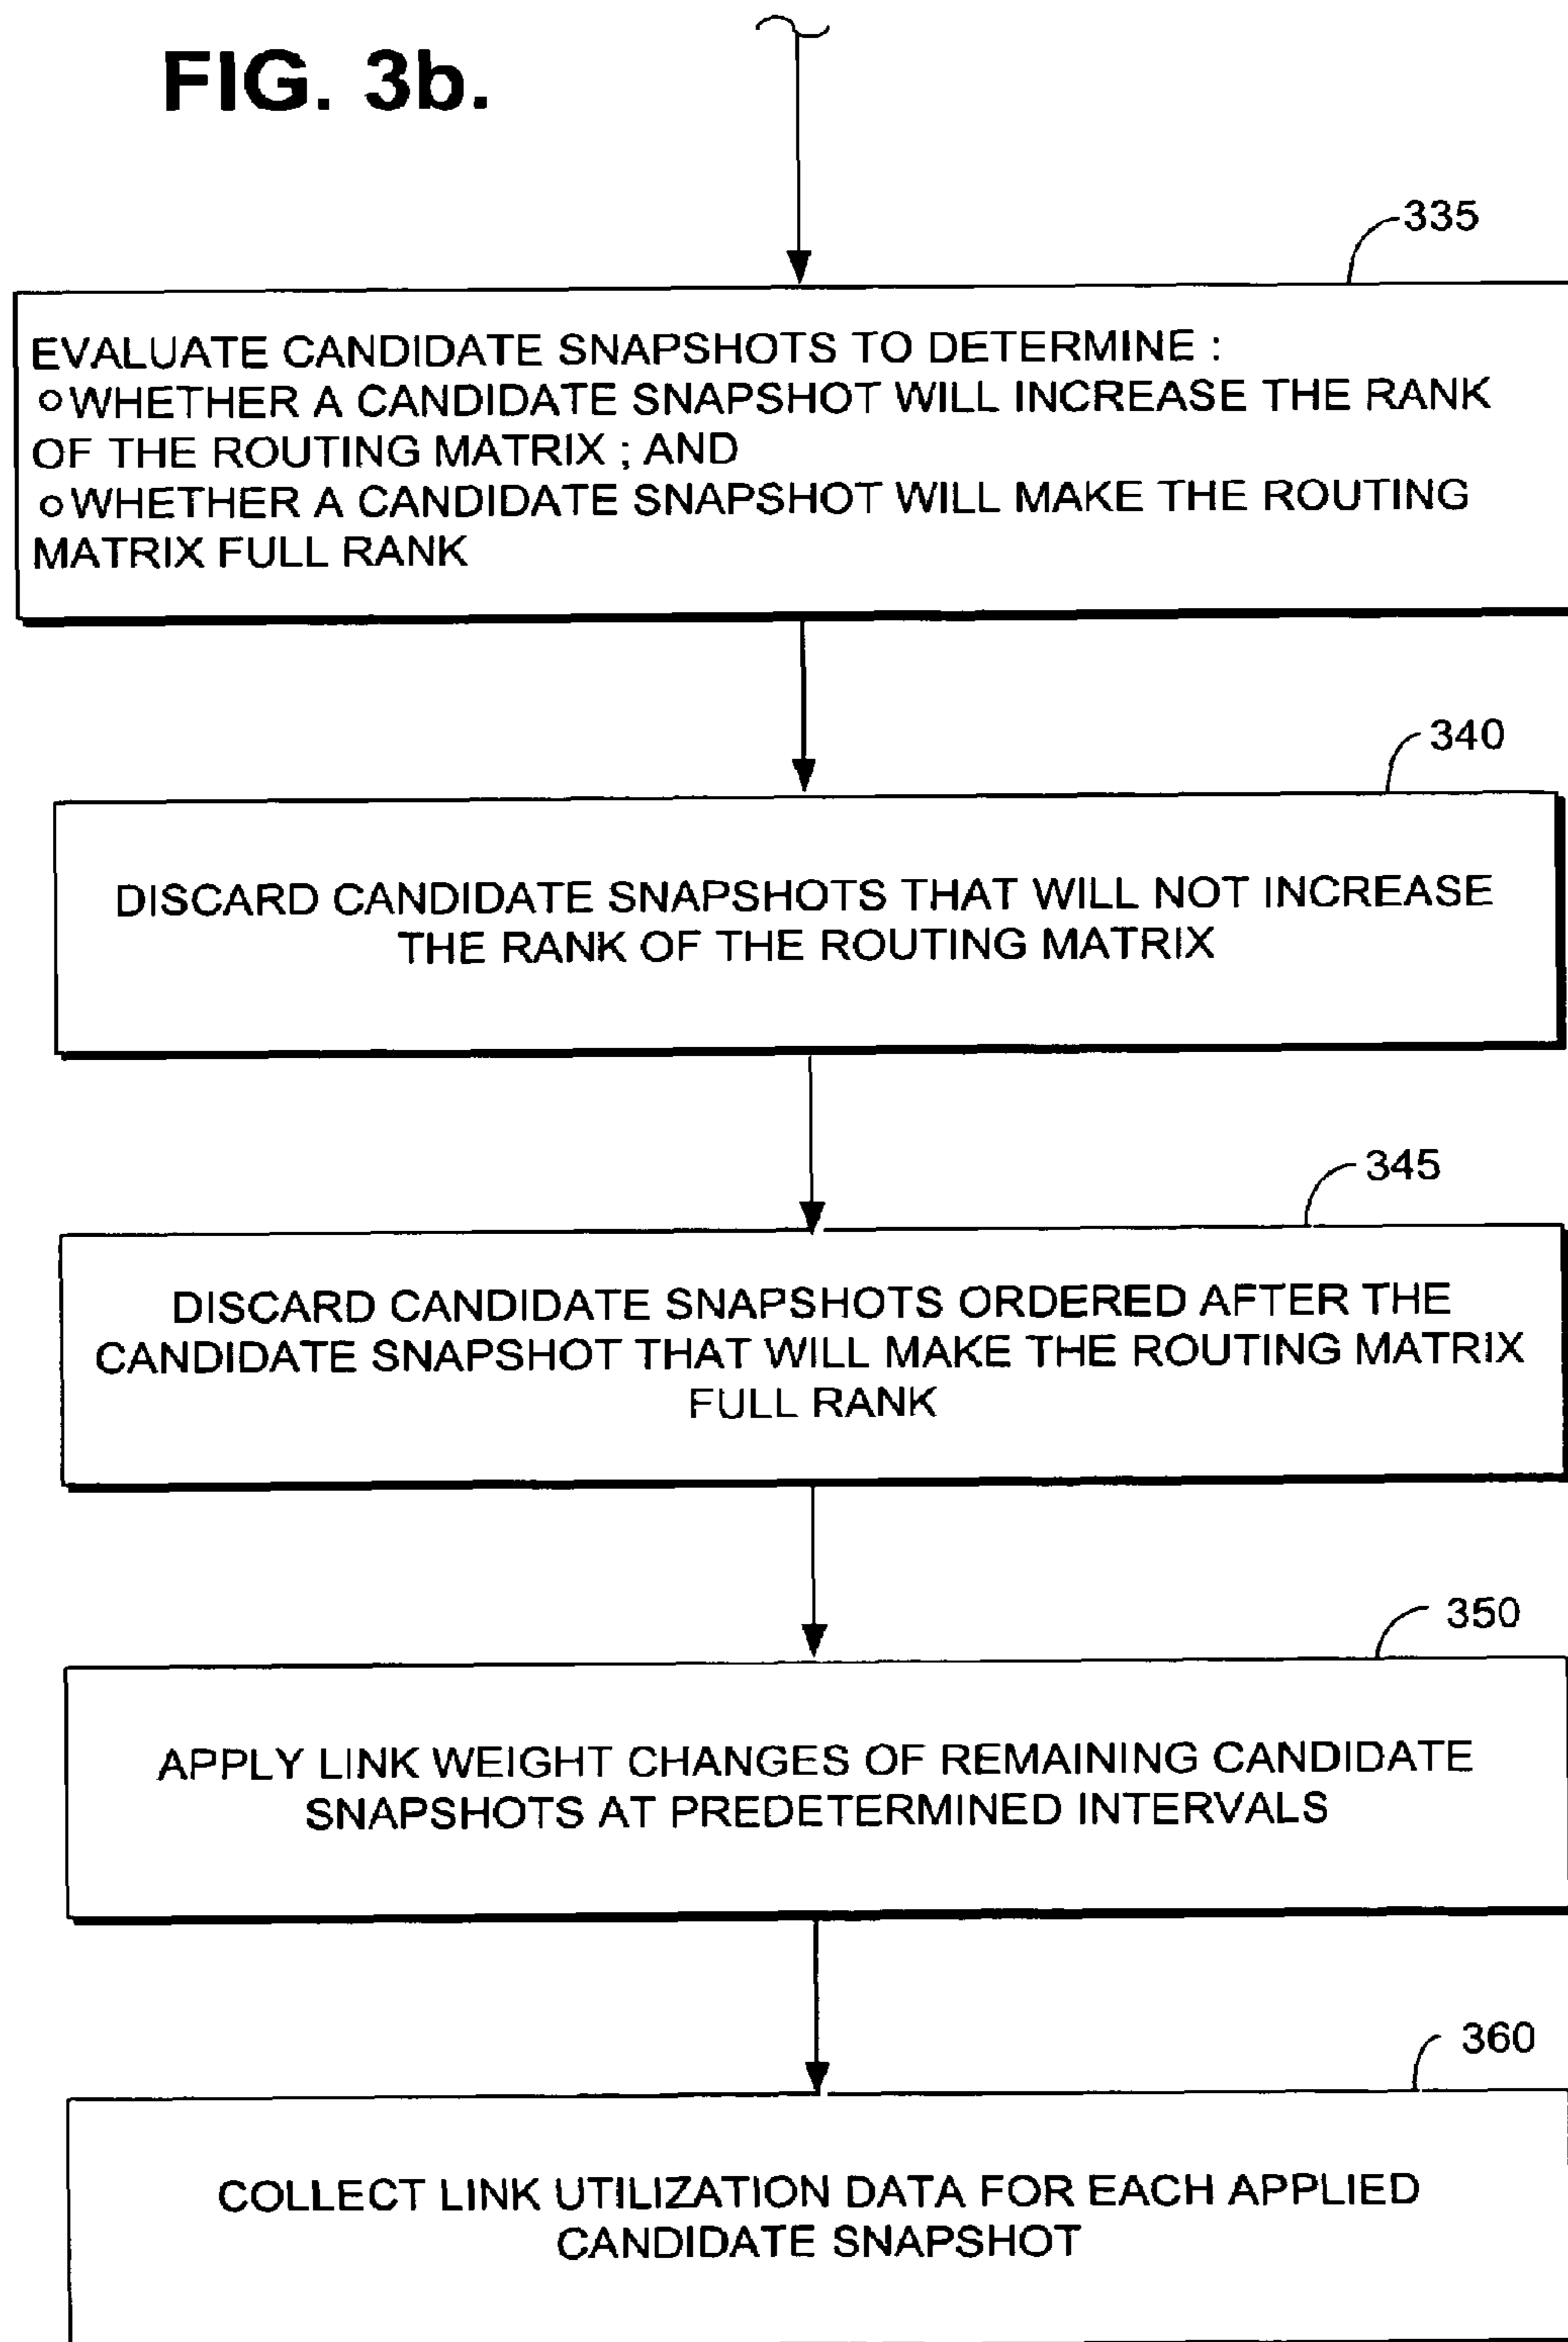 FIG. 3b.
335
EVALUATE CANDIDATE SNAPSHOTS TO DETERMINE :
○ WHETHER A CANDIDATE SNAPSHOT WILL INCREASE THE RANK
OF THE ROUTING MATRIX ; AND
○ WHETHER A CANDIDATE SNAPSHOT WILL MAKE THE ROUTING
MATRIX FULL RANK
340
DISCARD CANDIDATE SNAPSHOTS THAT WILL NOT INCREASE
THE RANK OF THE ROUTING MATRIX
345
DISCARD CANDIDATE SNAPSHOTS ORDERED AFTER THE
CANDIDATE SNAPSHOT THAT WILL MAKE THE ROUTING MATRIX
FULL RANK
350
APPLY LINK WEIGHT CHANGES OF REMAINING CANDIDATE
SNAPSHOTS AT PREDETERMINED INTERVALS
360
COLLECT LINK UTILIZATION DATA FOR EACH APPLIED
CANDIDATE SNAPSHOT